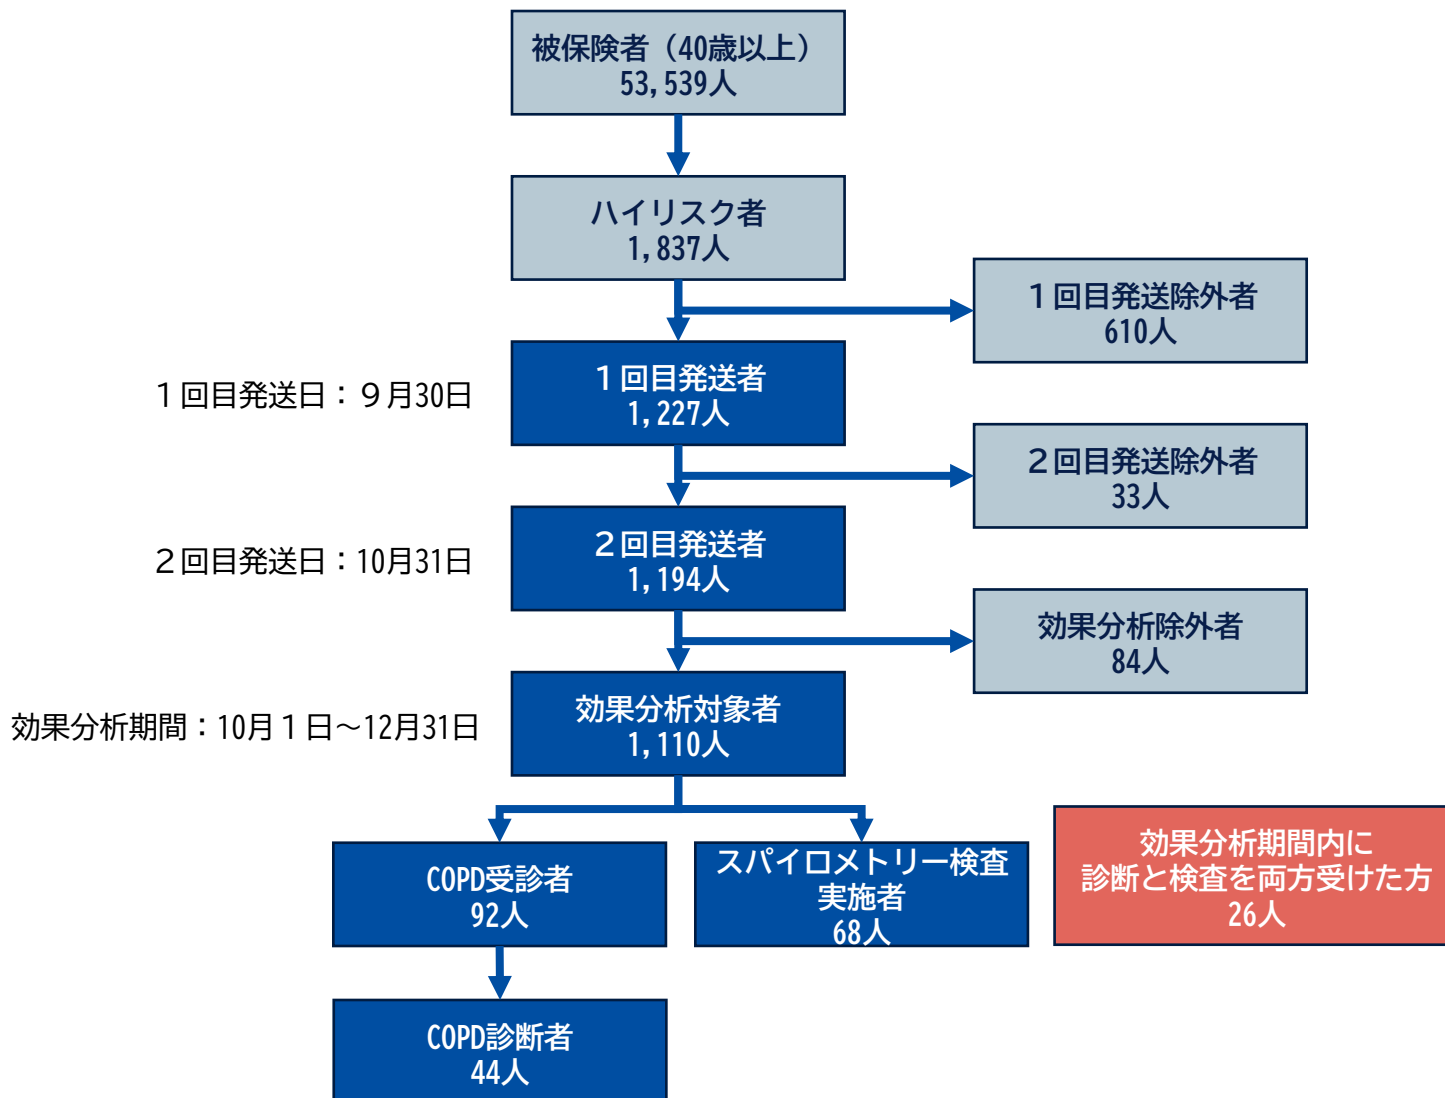 被保険者（40歳以上）
53,539人
ハイリスク者
1,837人
１回目発送除外者
610人
１回目発送日：９月30日
１回目発送者
1,227人
２回目発送除外者
33人
２回目発送日：10月31日
２回目発送者
1,194人
効果分析除外者
84人
効果分析期間：10月１日～12月31日
効果分析対象者
1,110人
COPD受診者
92人
スパイロメトリー検査
実施者
68人
効果分析期間内に
診断と検査を両方受けた方
26人
COPD診断者
44人